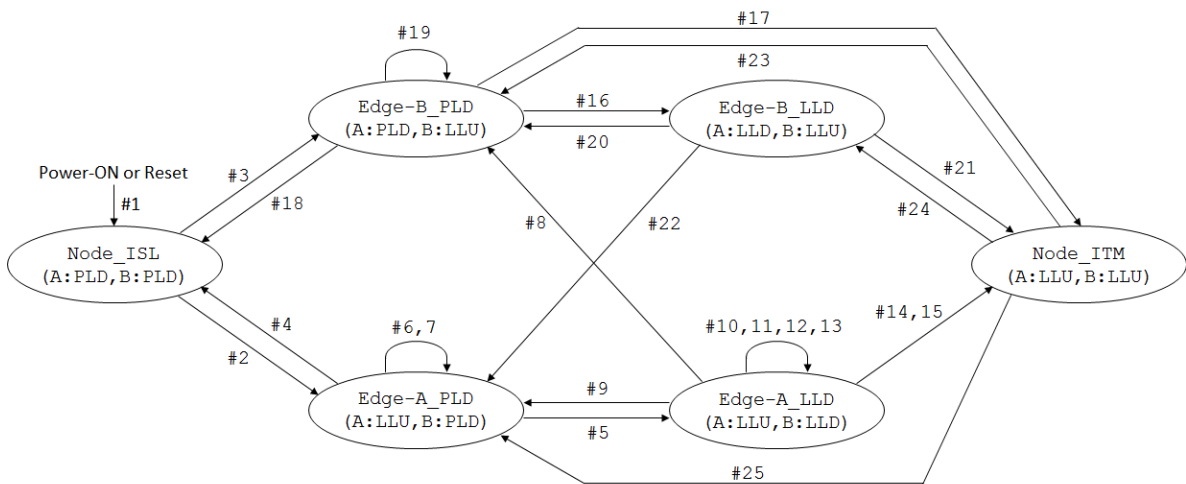 #17
#19
#23
Edge-B_PLD
(A:PLD,B:LLU)
#16
#20
Edge-B_LLD
(A:LLD,B:LLU)
Power-ON or Reset
#1
#3
#18
#8
#22
#21
#24
Node_ISL
(A:PLD,B:PLD)
Node_ITM
(A:LLU,B:LLU)
#4
#2
#6,7
#10,11,12,13
#14,15
Edge-A_PLD
(A:LLU,B:PLD)
#9
#5
Edge-A_LLD
(A:LLU,B:LLD)
#25